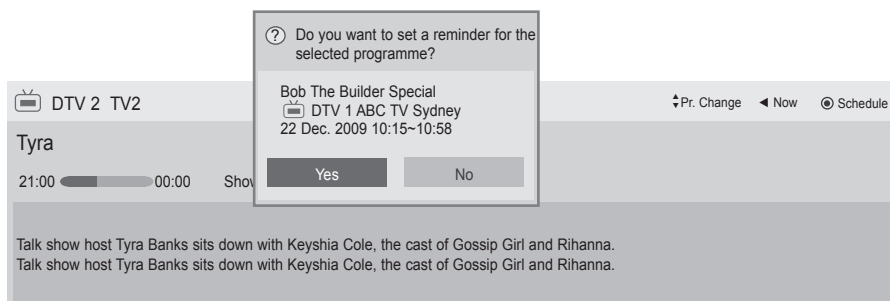 Do you want to set a reminder for the
selected programme?
Bob The Builder Special
DTV 1 ABC TV Sydney
22 Dec. 2009 10:15~10:58
Yes No
DTV 2 TV2
Pr. Change Now Schedule
Tyra
21:00 00:00
Talk show host Tyra Banks sits down with Keyshia Cole, the cast of Gossip Girl and Rihanna.
Talk show host Tyra Banks sits down with Keyshia Cole, the cast of Gossip Girl and Rihanna.